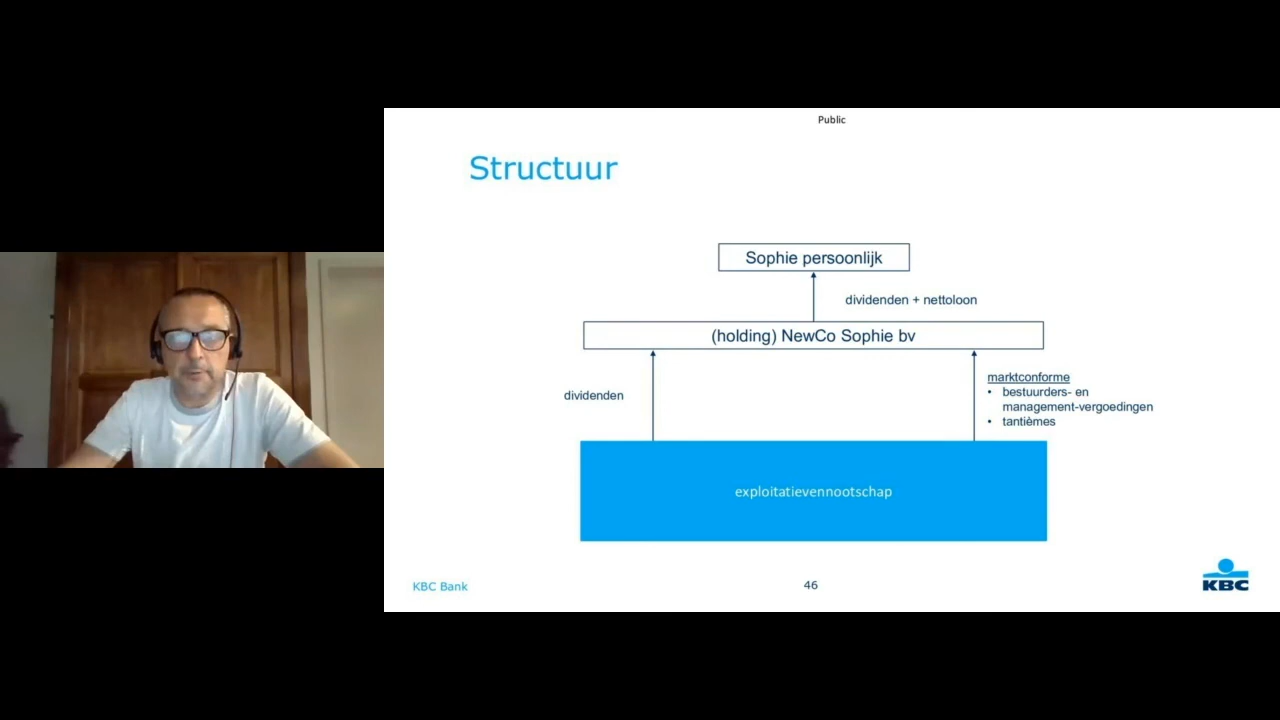 Public
Structuur
Sophie persoonlijk
dividenden + nettoloon
(holding) NewCo Sophie bv
dividenden
marktconforme
• bestuurders- en
management-vergoedingen
• tantièmes
exploitatievennootschap
KBC Bank
46
KBC